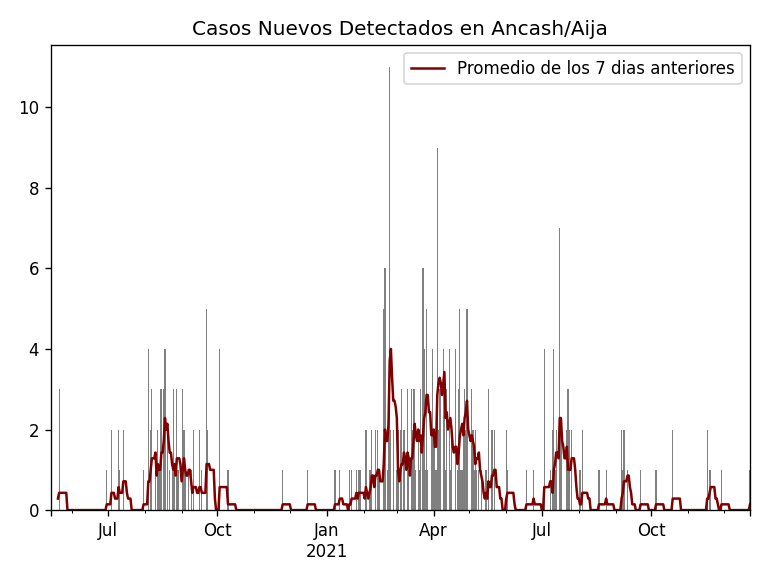 Casos Nuevos Detectados en Ancash/Aija
Promedio de los 7 dias anteriores
10
8
6
4
2
0
Jul
Oct
Jan
2021
Apr
Jul
Oct